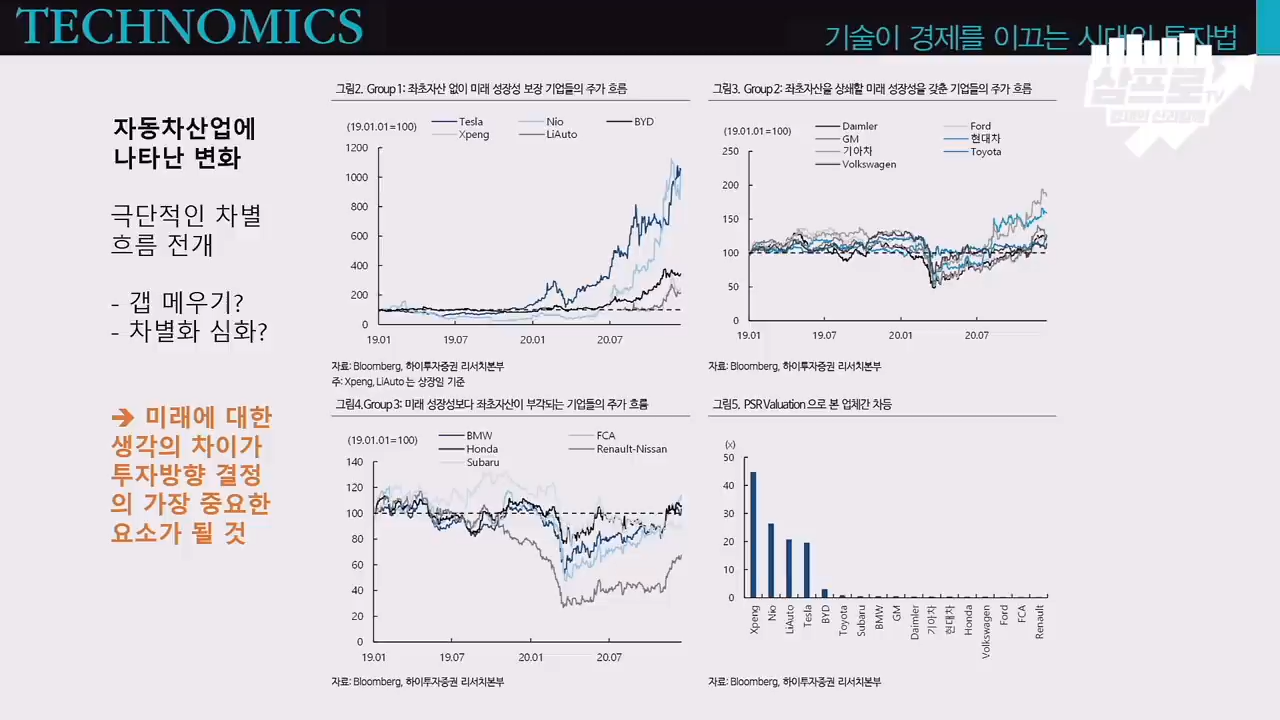 TECHNOMICS
기술이 경제를 이끄는 시대의 투자법
삼프로TV
자동차산업에
나타난 변화
극단적인 차별
흐름 전개
- 갭 메우기?
- 차별화 심화?
➔ 미래에 대한
생각의 차이가
투자방향 결정
의 가장 중요한
요소가 될 것
그림2. Group 1: 좌초자산 없이 미래 성장성 보장 기업들의 주가 흐름
(19.01.01=100)
Tesla Nio BYD
Xpeng LiAuto
1200
1000
800
600
400
200
0
19.01 19.07 20.01 20.07
자료: Bloomberg, 하이투자증권 리서치본부
주: Xpeng, LiAuto 는 상장일 기준
그림3. Group 2: 좌초자산을 상쇄할 미래 성장성을 갖춘 기업들의 주가 흐름
(19.01.01=100)
Daimler Ford
GM 현대차
기아차 Toyota
Volkswagen
250
200
150
100
50
0
19.01 19.07 20.01 20.07
자료: Bloomberg, 하이투자증권 리서치본부
그림4.Group 3: 미래 성장성보다 좌초자산이 부각되는 기업들의 주가 흐름
(19.01.01=100)
BMW FCA
Honda Renault-Nissan
Subaru
140
120
100
80
60
40
20
0
19.01 19.07 20.01 20.07
자료: Bloomberg, 하이투자증권 리서치본부
그림5. PSR Valuation 으로 본 업체간 차등
(x)
50
40
30
20
10
0
Xpeng Nio LiAuto Tesla BYD Toyota Subaru BMW GM Daimler 기아차 현대차 Honda Volkswagen Ford FCA Renault
자료: Bloomberg, 하이투자증권 리서치본부